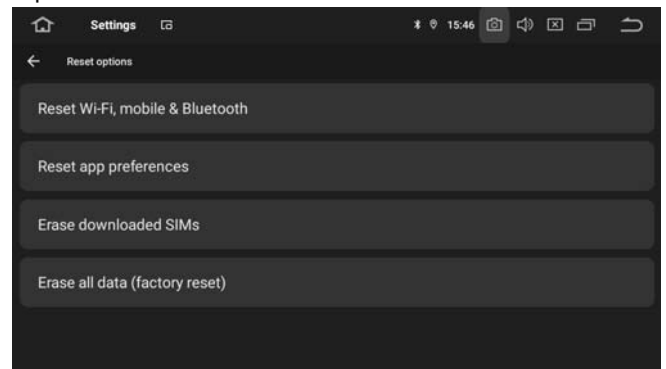 Settings
15:46
Reset options
Reset Wi-Fi, mobile & Bluetooth
Reset app preferences
Erase downloaded SIMs
Erase all data (factory reset)